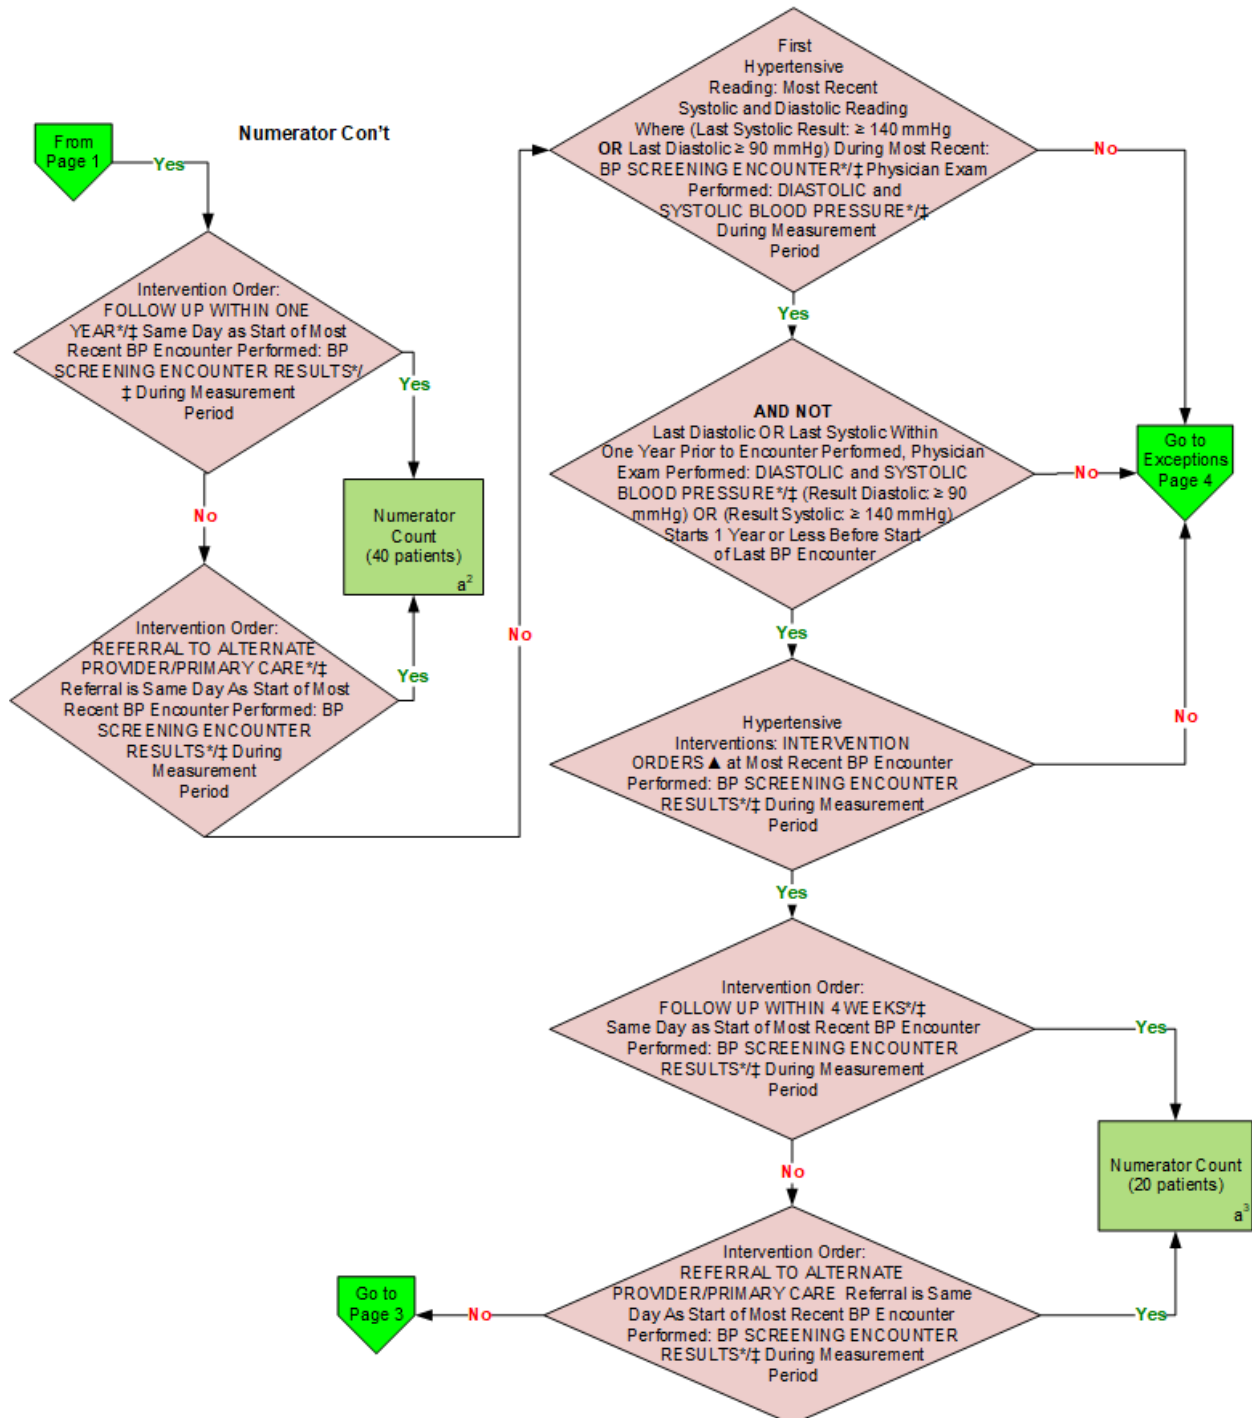 Numerator Con't
From
Page 1
Yes
Intervention Order:
FOLLOW UP WITHIN ONE
YEAR*/‡ Same Day as Start of Most
Recent BP Encounter Performed: BP
SCREENING ENCOUNTER RESULTS*/
‡ During Measurement
Period
Yes
No
Numerator
Count
(40 patients)
a²
Intervention Order:
REFERRAL TO ALTERNATE
PROVIDER/PRIMARY CARE*/‡
Referral is Same Day As Start of Most
Recent BP Encounter Performed: BP
SCREENING ENCOUNTER
RESULTS*/‡ During
Measurement
Period
Yes
No
First
Hypertensive
Reading: Most Recent
Systolic and Diastolic Reading
Where (Last Systolic Result: ≥ 140 mmHg
OR Last Diastolic ≥ 90 mmHg) During Most Recent:
BP SCREENING ENCOUNTER*/‡ Physician Exam
Performed: DIASTOLIC and
SYSTOLIC BLOOD PRESSURE*/‡
During Measurement
Period
No
Yes
AND NOT
Last Diastolic OR Last Systolic Within
One Year Prior to Encounter Performed, Physician
Exam Performed: DIASTOLIC and SYSTOLIC
BLOOD PRESSURE*/‡ (Result Diastolic: ≥ 90
mmHg) OR (Result Systolic: ≥ 140 mmHg)
Starts 1 Year or Less Before Start
of Last BP Encounter
No
Go to
Exceptions
Page 4
Yes
Hypertensive
Interventions: INTERVENTION
ORDERS▲ at Most Recent BP Encounter
Performed: BP SCREENING ENCOUNTER
RESULTS*/‡ During Measurement
Period
No
Yes
Intervention Order:
FOLLOW UP WITHIN 4 WEEKS*/‡
Same Day as Start of Most Recent BP Encounter
Performed: BP SCREENING ENCOUNTER
RESULTS*/‡ During Measurement
Period
Yes
No
Numerator Count
(20 patients)
a³
Intervention Order:
REFERRAL TO ALTERNATE
PROVIDER/PRIMARY CARE Referral is Same
Day As Start of Most Recent BP Encounter
Performed: BP SCREENING ENCOUNTER
RESULTS*/‡ During Measurement
Period
Yes
No
Go to
Page 3